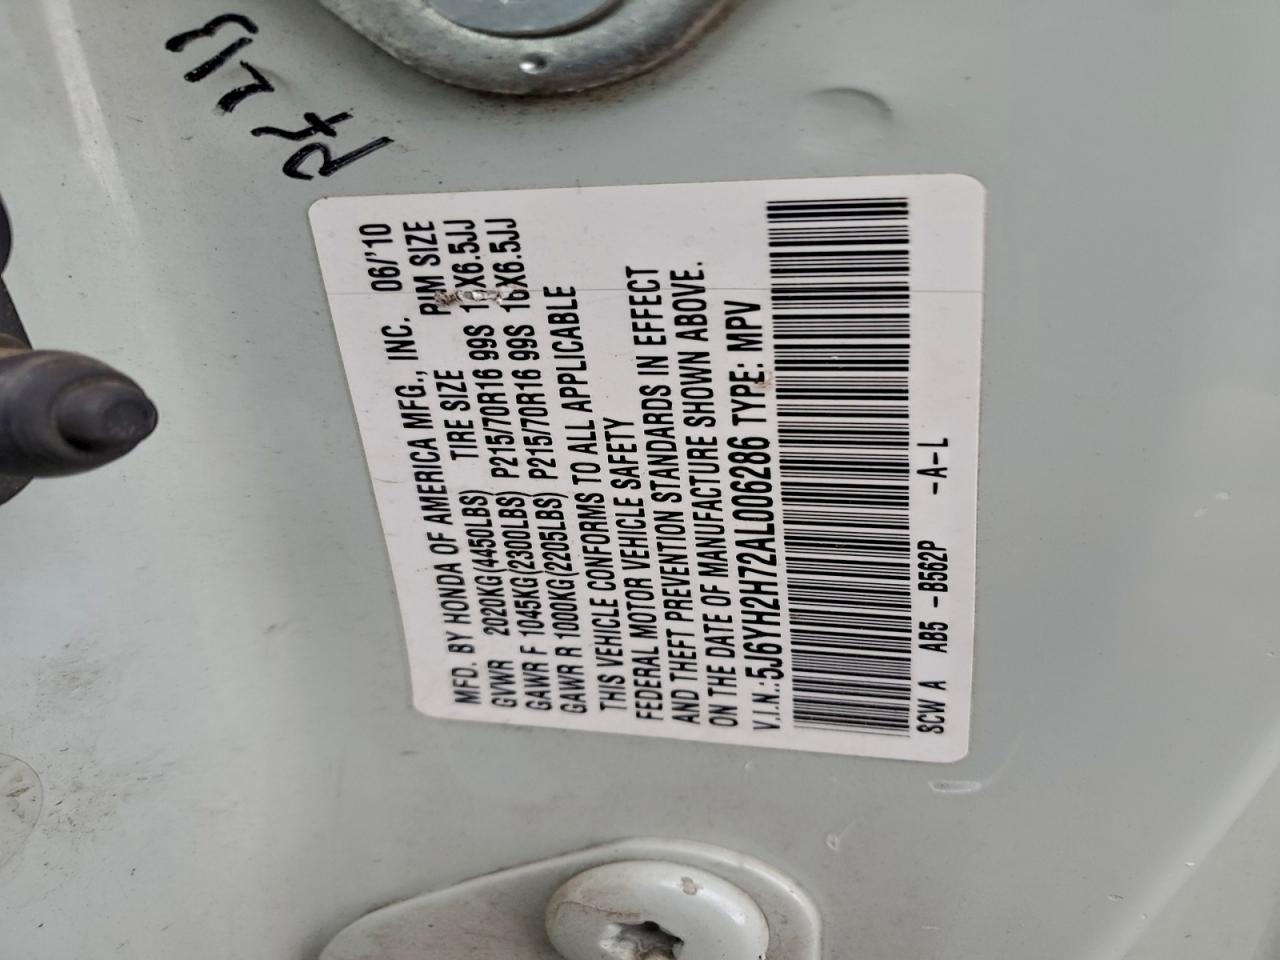 MFD. BY HONDA OF AMERICA MFG., INC. 06/'10
TIRE SIZE RIM SIZE
GVWR 2020KG(4450LBS)
GAWR F 1045KG(2300LBS) P215/70R16 99S 16X6.5JJ
GAWR R 1000KG(2205LBS) P215/70R16 99S 16X6.5JJ
THIS VEHICLE CONFORMS TO ALL APPLICABLE
FEDERAL MOTOR VEHICLE SAFETY
AND THEFT PREVENTION STANDARDS IN EFFECT
ON THE DATE OF MANUFACTURE SHOWN ABOVE.
V.I.N.:5J6YH2H72AL006286 TYPE: MPV
SCW A AB5 -B562P -A-L